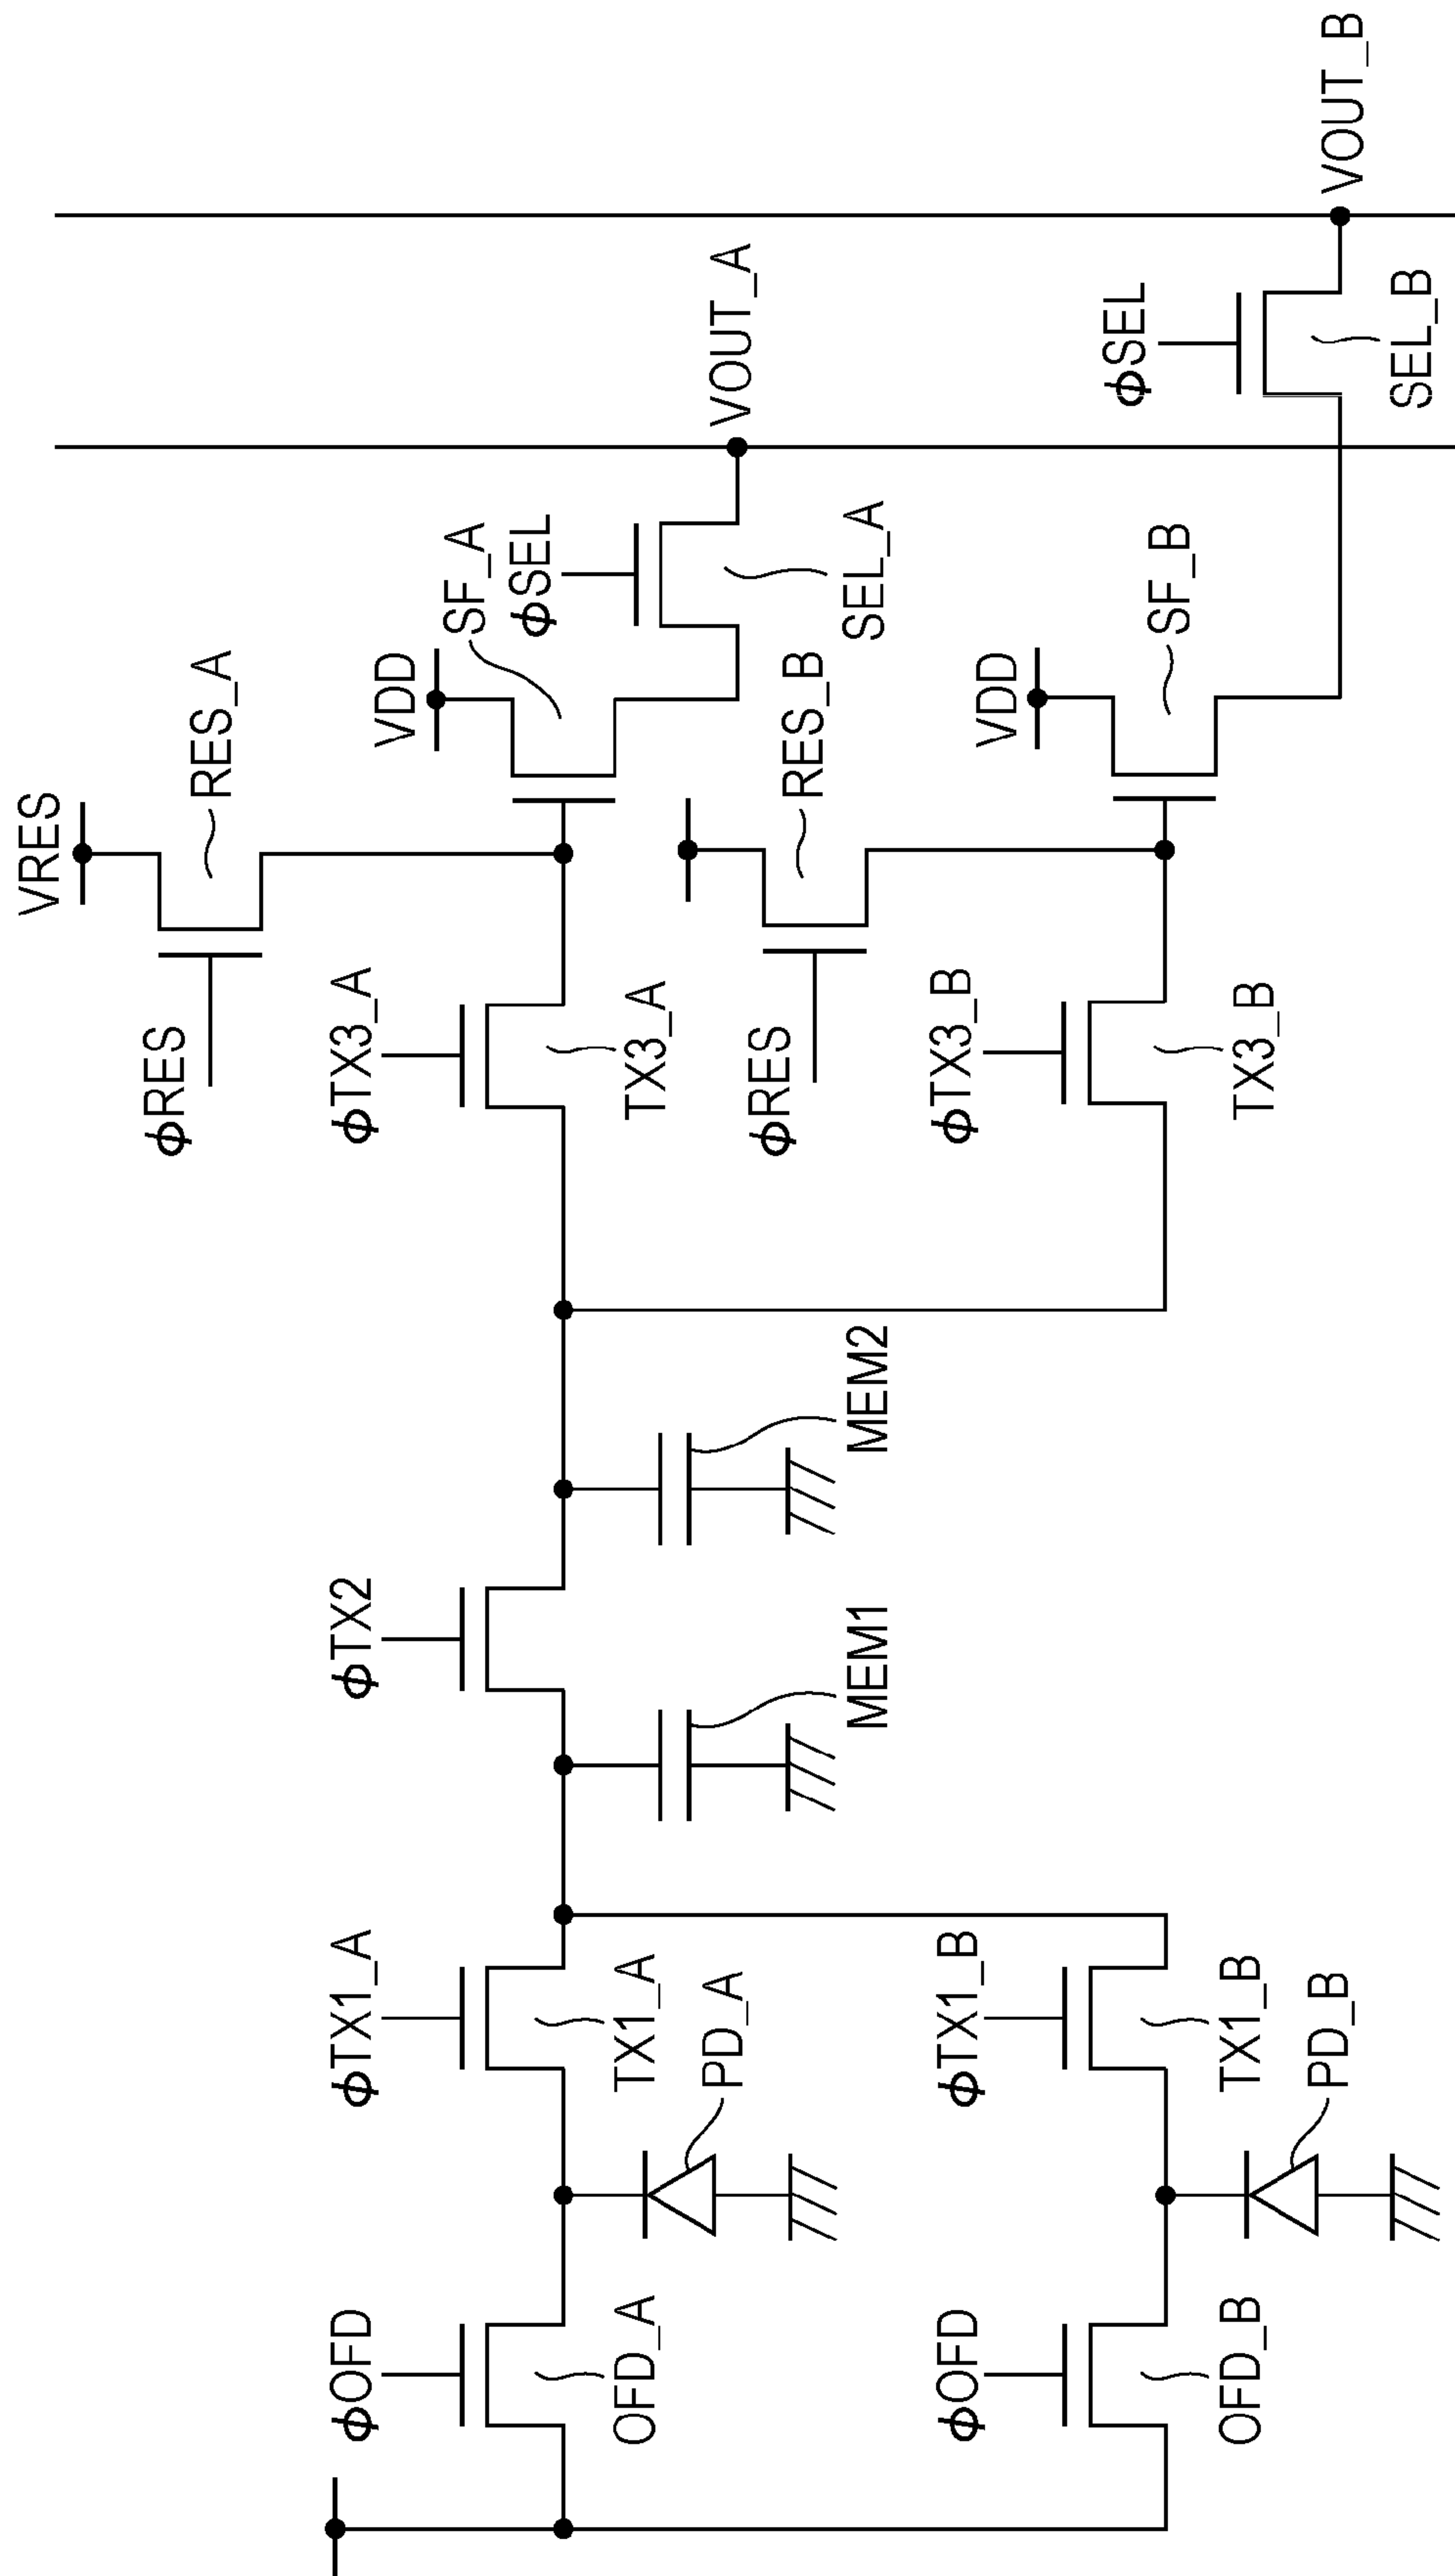 VRES
RES_A
φRES
VDD
SF_A
φSEL
SEL_A
VOUT_A
φTX3_A
TX3_A
RES_B
φRES
VDD
SF_B
φSEL
SEL_B
VOUT_B
φTX3_B
TX3_B
φTX2
MEM1
MEM2
φOFD
OFD_A
φTX1_A
TX1_A
PD_A
φOFD
OFD_B
φTX1_B
TX1_B
PD_B